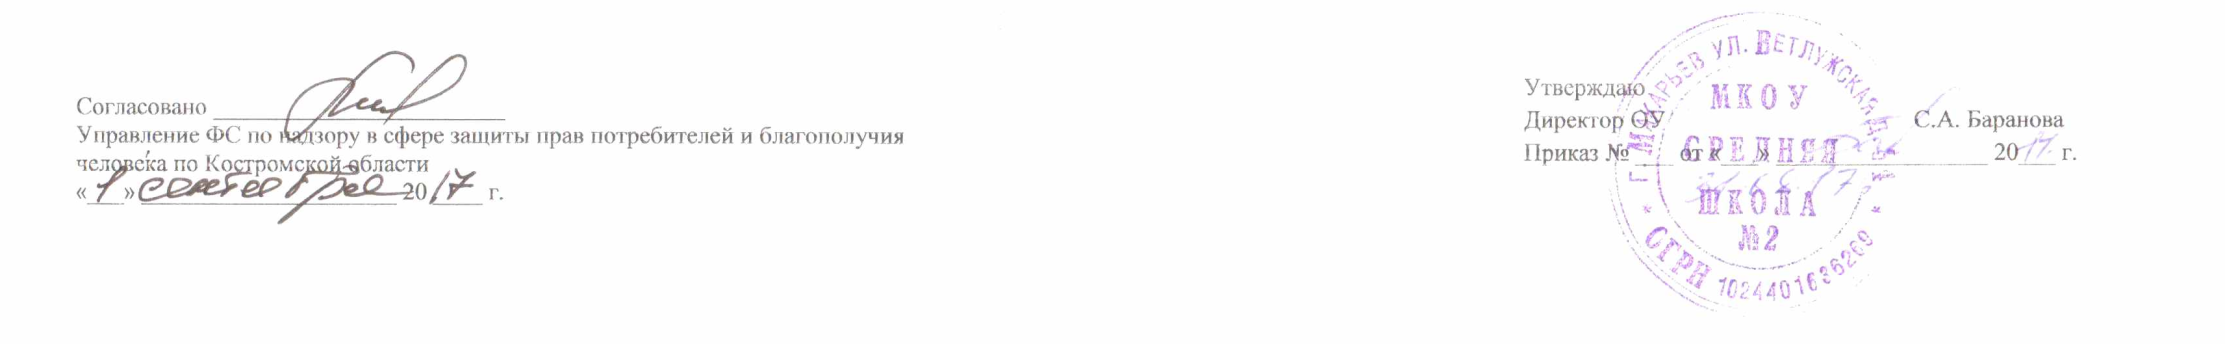 Согласовано
Управление ФС по надзору в сфере защиты прав потребителей и благополучия
человека по Костромской области
«1» сентября 2017 г.
Утверждаю
Директор ОУ С.А. Баранова
Приказ № от « » 2017 г.
Г. МАКАРЬЕВ УЛ. ВЕТЛУЖСКАЯ
МКОУ
СРЕДНЯЯ
ШКОЛА
№2
ОГРН 1024401636269